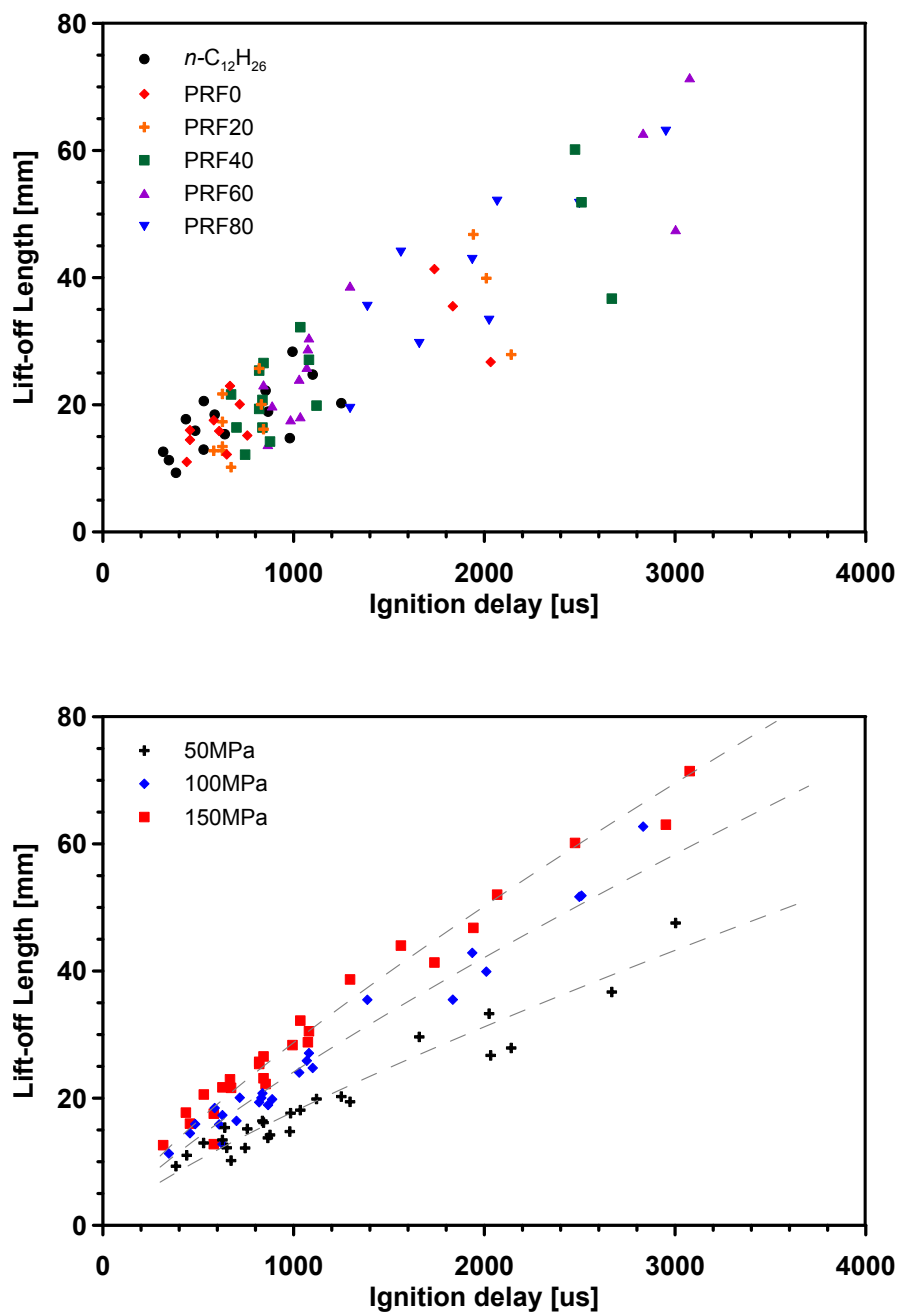 80
60
40
20
0
Lift-off Length [mm]
n-C₁₂H₂₆
PRF0
PRF20
PRF40
PRF60
PRF80
0 1000 2000 3000 4000
Ignition delay [us]
80
60
40
20
0
Lift-off Length [mm]
50MPa
100MPa
150MPa
0 1000 2000 3000 4000
Ignition delay [us]